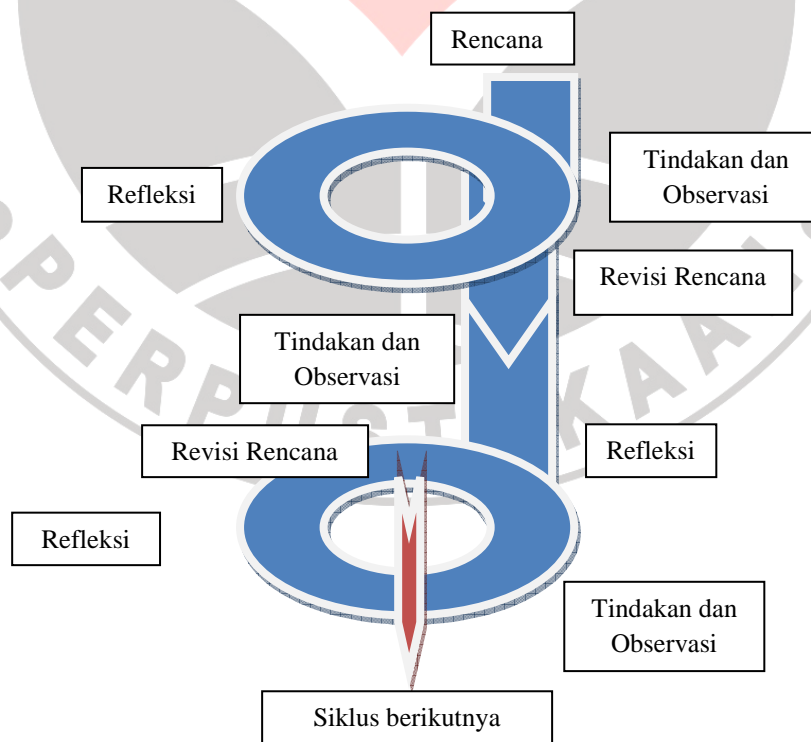 Rencana
Tindakan dan
Observasi
Refleksi
Revisi Rencana
Tindakan dan
Observasi
Revisi Rencana
Refleksi
Refleksi
Tindakan dan
Observasi
Siklus berikutnya
PERPUSTAKAAN